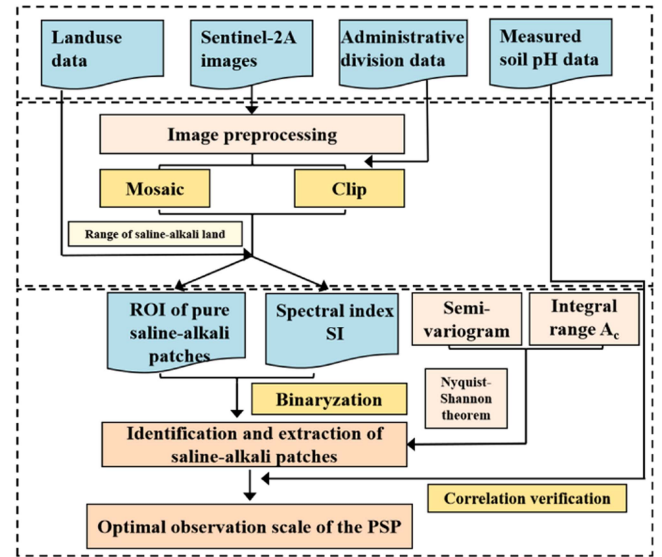 Landuse
data
Sentinel-2A
images
Administrative
division data
Measured
soil pH data
Image preprocessing
Mosaic
Clip
Range of saline-alkali land
ROI of pure
saline-alkali
patches
Spectral index
SI
Semi-
variogram
Integral
range Ac
Nyquist-
Shannon
theorem
Binaryzation
Identification and extraction of
saline-alkali patches
Correlation verification
Optimal observation scale of the PSP